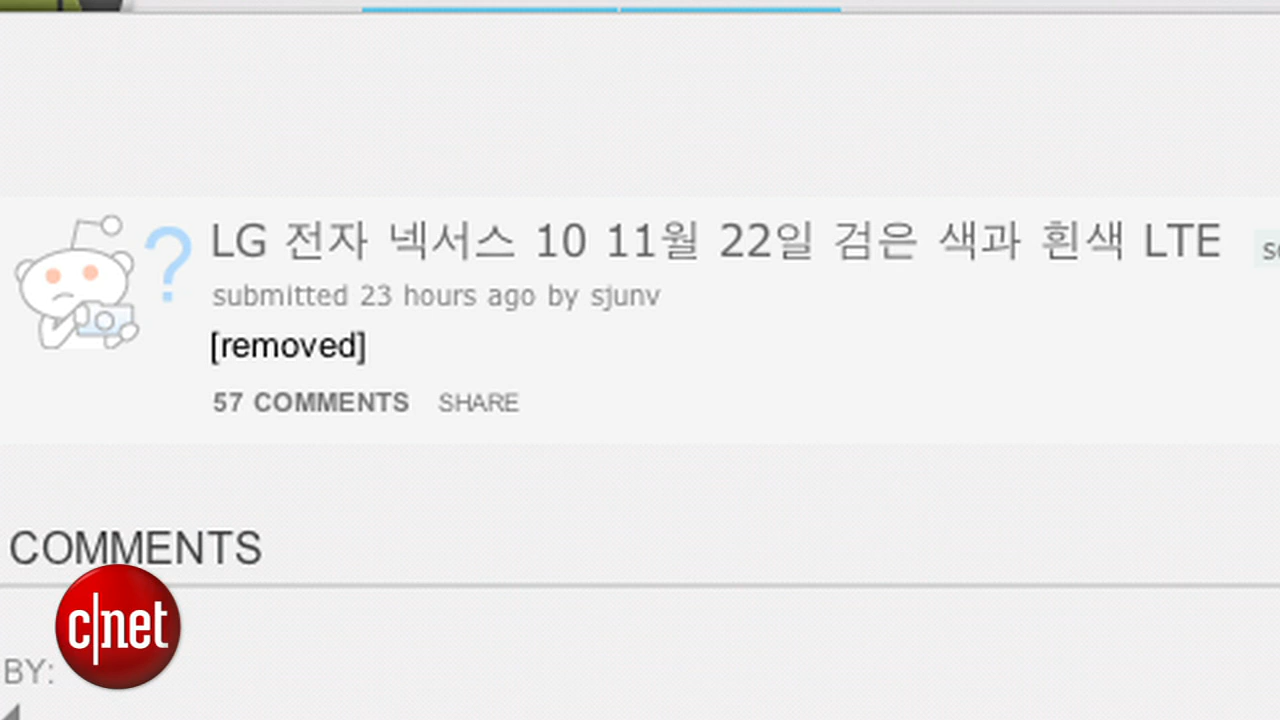 LG 전자 넥서스 10 11월 22일 검은 색과 흰색 LTE
submitted 23 hours ago by sjunv
[removed]
57 COMMENTS SHARE
COMMENTS
c|net
BY: